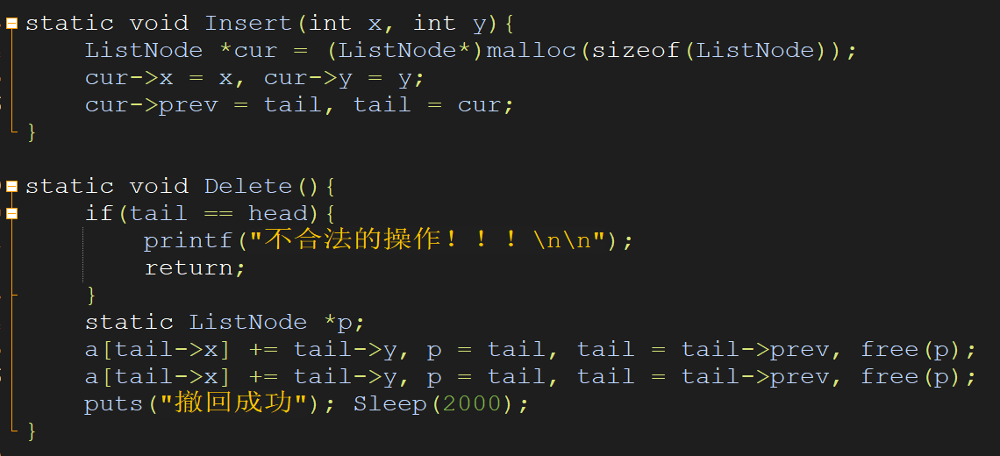 static void Insert(int x, int y){
    ListNode *cur = (ListNode*)malloc(sizeof(ListNode));
    cur->x = x, cur->y = y;
    cur->prev = tail, tail = cur;
}
static void Delete(){
    if(tail == head){
        printf("不合法的操作！！！\n\n");
        return;
    }
    static ListNode *p;
    a[tail->x] += tail->y, p = tail, tail = tail->prev, free(p);
    a[tail->x] += tail->y, p = tail, tail = tail->prev, free(p);
    puts("撤回成功"); Sleep(2000);
}